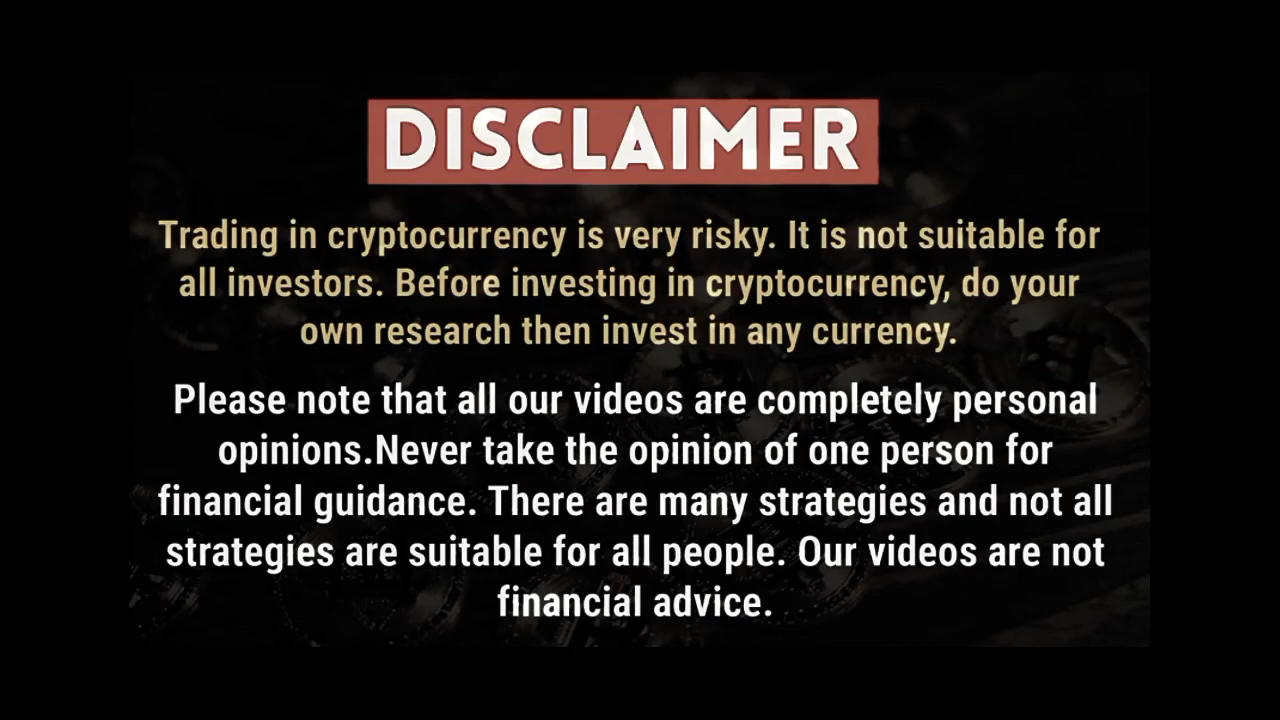 DISCLAIMER
Trading in cryptocurrency is very risky. It is not suitable for
all investors. Before investing in cryptocurrency, do your
own research then invest in any currency.
Please note that all our videos are completely personal
opinions.Never take the opinion of one person for
financial guidance. There are many strategies and not all
strategies are suitable for all people. Our videos are not
financial advice.